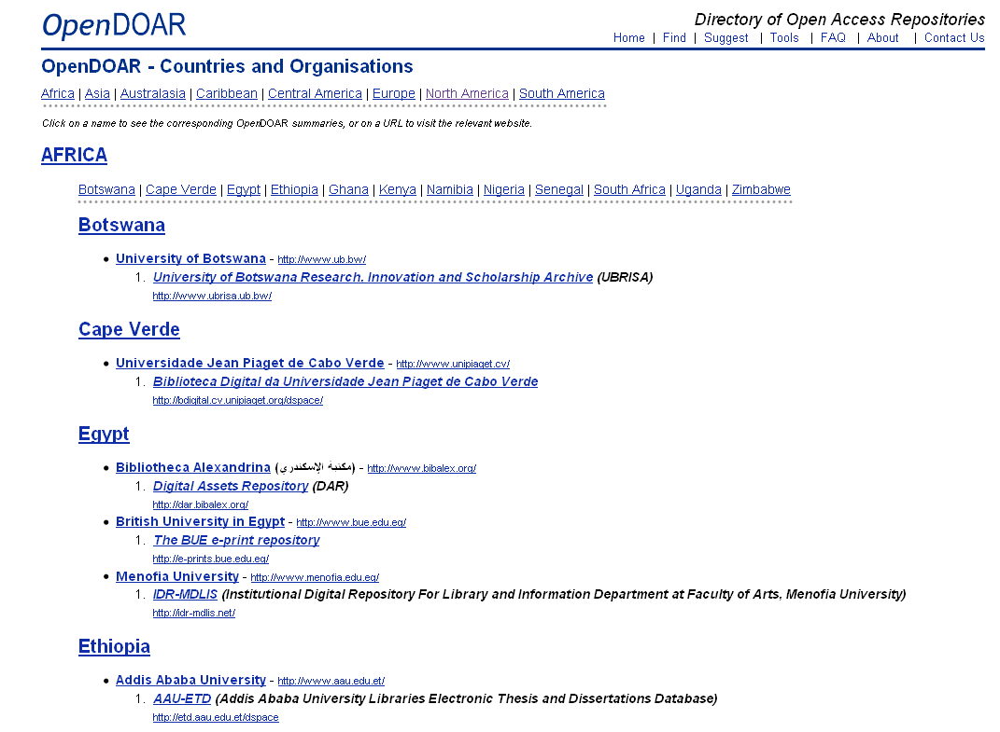 OpenDOAR
Directory of Open Access Repositories
Home | Find | Suggest | Tools | FAQ | About | Contact Us
OpenDOAR - Countries and Organisations
Africa | Asia | Australasia | Caribbean | Central America | Europe | North America | South America
Click on a name to see the corresponding OpenDOAR summaries, or on a URL to visit the relevant website.
AFRICA
Botswana | Cape Verde | Egypt | Ethiopia | Ghana | Kenya | Namibia | Nigeria | Senegal | South Africa | Uganda | Zimbabwe
Botswana
• University of Botswana - http://www.ub.bw/
1. University of Botswana Research, Innovation and Scholarship Archive (UBRISA)
http://www.ubrisa.ub.bw/
Cape Verde
• Universidade Jean Piaget de Cabo Verde - http://www.unipiaget.cv/
1. Biblioteca Digital da Universidade Jean Piaget de Cabo Verde
http://bdigital.cv.unipiaget.org/dspace/
Egypt
• Bibliotheca Alexandrina (مكتبة الإسكندري) - http://www.bibalex.org/
1. Digital Assets Repository (DAR)
http://dar.bibalex.org/
• British University in Egypt - http://www.bue.edu.eg/
1. The BUE e-print repository
http://e-prints.bue.edu.eg/
• Menofia University - http://www.menofia.edu.eg/
1. IDR-MDLIS (Institutional Digital Repository For Library and Information Department at Faculty of Arts, Menofia University)
http://idr-mdlis.net/
Ethiopia
• Addis Ababa University - http://www.aau.edu.et/
1. AAU-ETD (Addis Ababa University Libraries Electronic Thesis and Dissertations Database)
http://etd.aau.edu.et/dspace